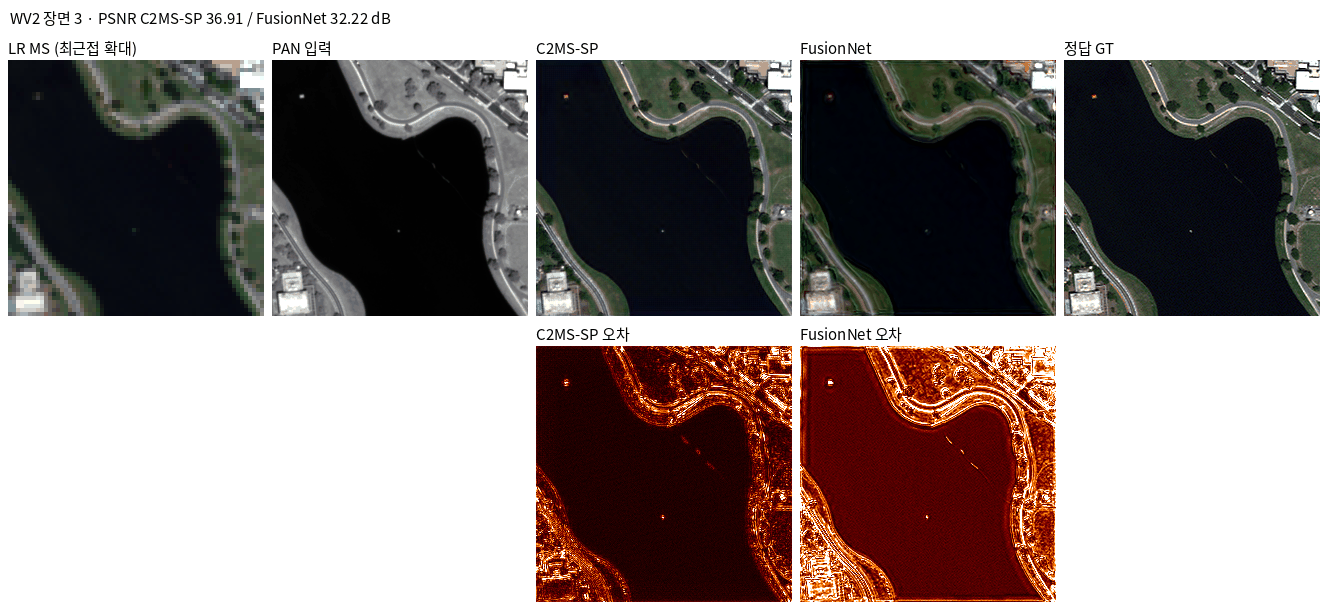 WV2 장면 3 · PSNR C2MS-SP 36.91 / FusionNet 32.22 dB
LR MS (최근접 확대)
PAN 입력
C2MS-SP
FusionNet
정답 GT
C2MS-SP 오차
FusionNet 오차